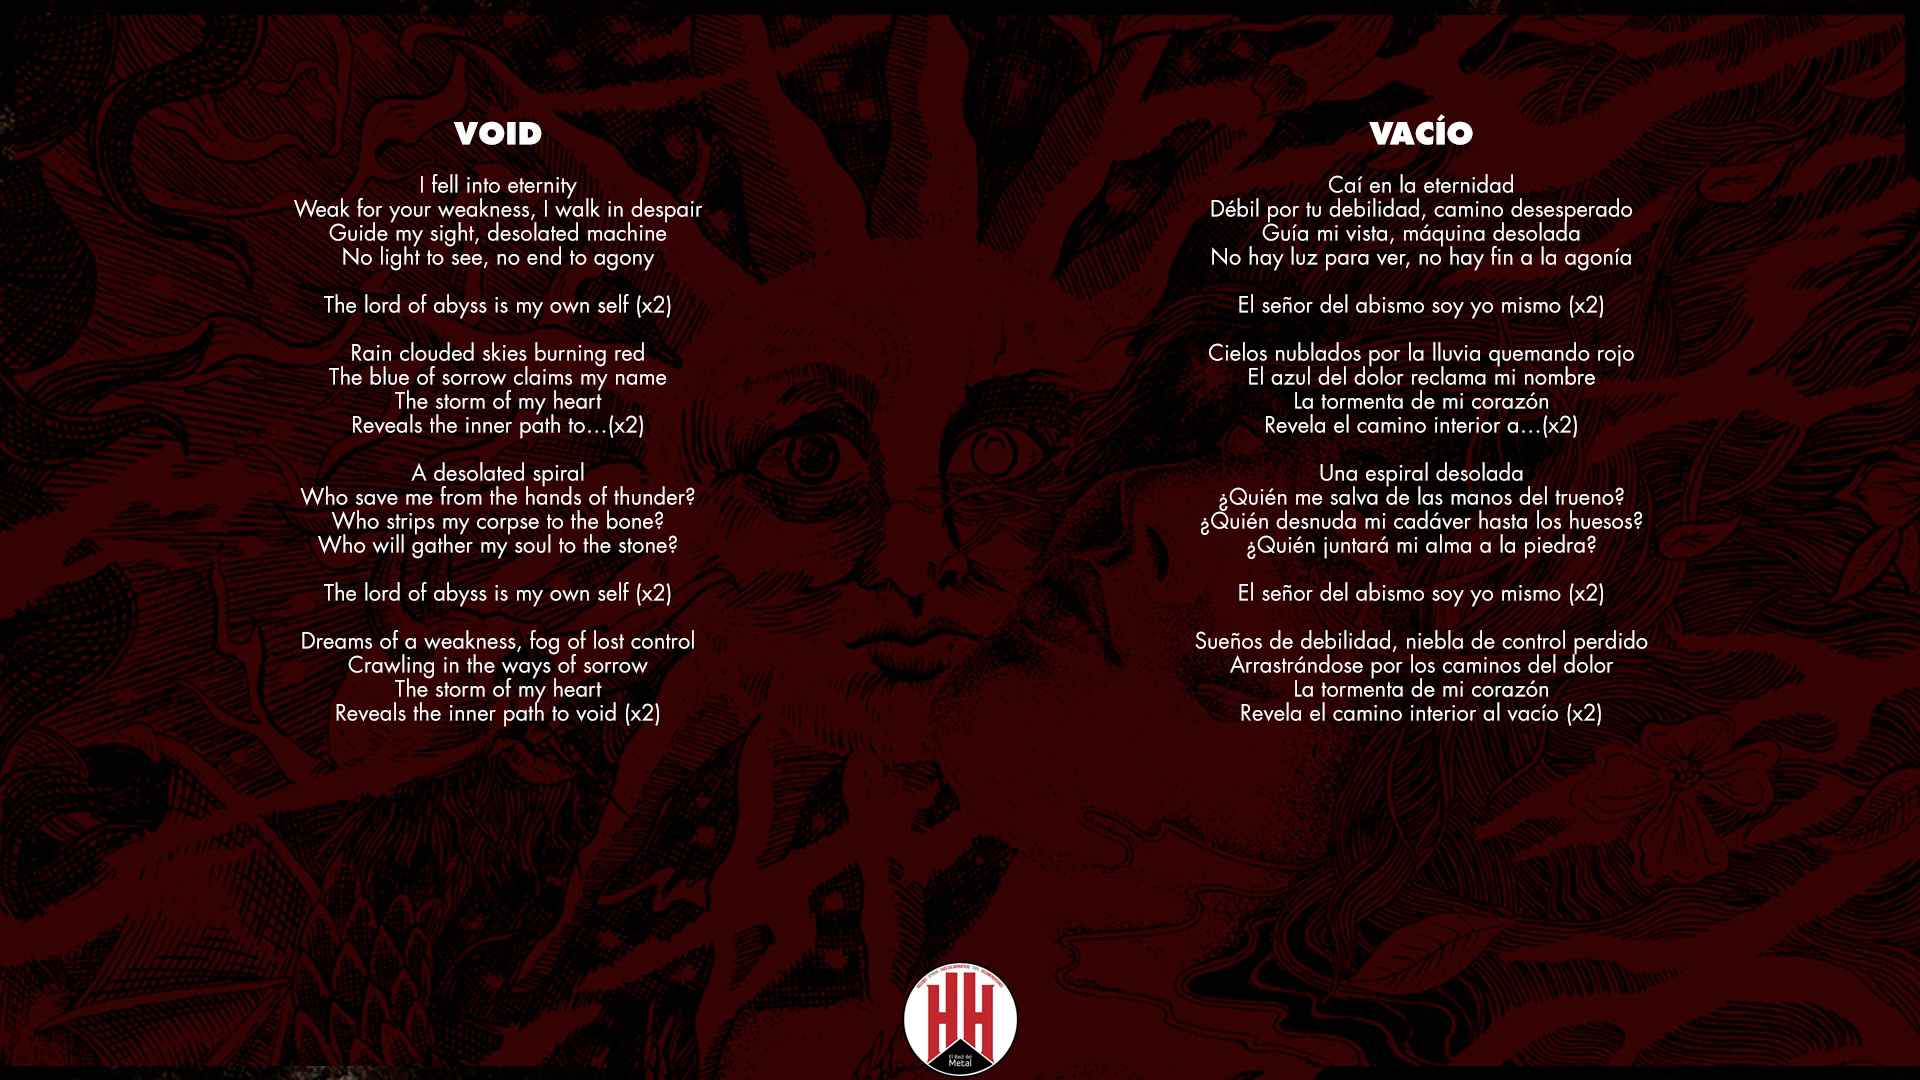 VOID
I fell into eternity
Weak for your weakness, I walk in despair
Guide my sight, desolated machine
No light to see, no end to agony
The lord of abyss is my own self (x2)
Rain clouded skies burning red
The blue of sorrow claims my name
The storm of my heart
Reveals the inner path to...(x2)
A desolated spiral
Who save me from the hands of thunder?
Who strips my corpse to the bone?
Who will gather my soul to the stone?
The lord of abyss is my own self (x2)
Dreams of a weakness, fog of lost control
Crawling in the ways of sorrow
The storm of my heart
Reveals the inner path to void (x2)
VACÍO
Caí en la eternidad
Débil por tu debilidad, camino desesperado
Guía mi vista, máquina desolada
No hay luz para ver, no hay fin a la agonía
El señor del abismo soy yo mismo (x2)
Cielos nublados por la lluvia quemando rojo
El azul del dolor reclama mi nombre
La tormenta de mi corazón
Revela el camino interior a...(x2)
Una espiral desolada
¿Quién me salva de las manos del trueno?
¿Quién desnuda mi cadáver hasta los huesos?
¿Quién juntará mi alma a la piedra?
El señor del abismo soy yo mismo (x2)
Sueños de debilidad, niebla de control perdido
Arrastrándose por los caminos del dolor
La tormenta de mi corazón
Revela el camino interior al vacío (x2)
HH
El Baúl del
Metal